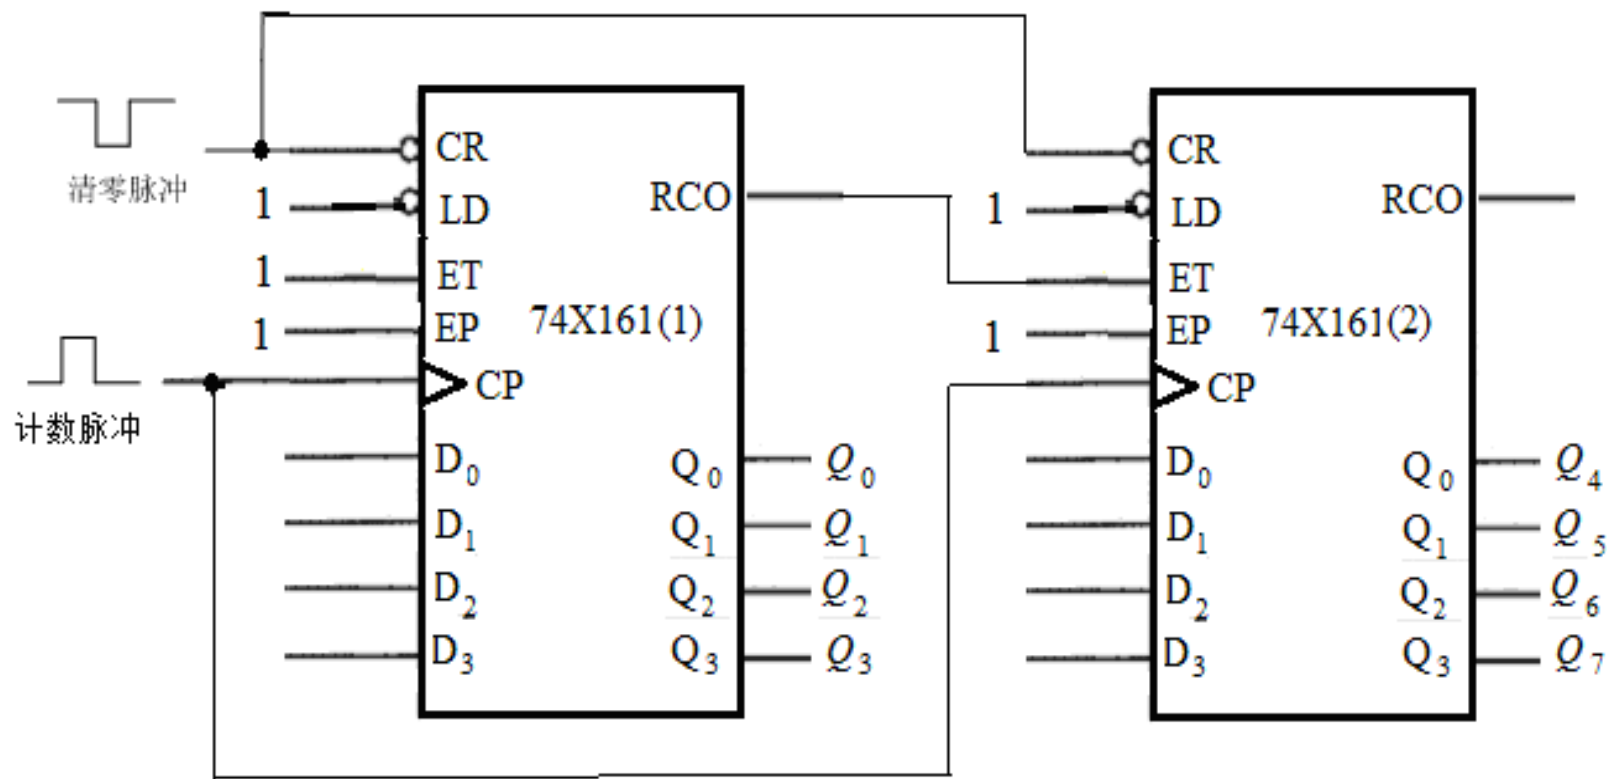 清零脉冲
计数脉冲
1
1
1
CR
LD
ET
EP
CP
D0
D1
D2
D3
74X161(1)
RCO
Q0
Q1
Q2
Q3
Q0
Q1
Q2
Q3
1
1
CR
LD
ET
EP
CP
D0
D1
D2
D3
74X161(2)
RCO
Q0
Q1
Q2
Q3
Q4
Q5
Q6
Q7